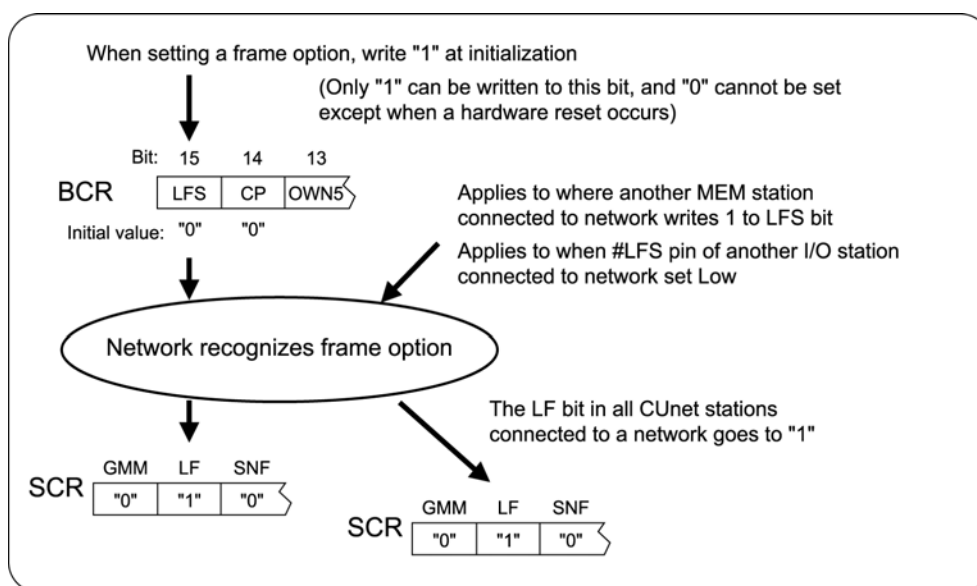 When setting a frame option, write "1" at initialization
(Only "1" can be written to this bit, and "0" cannot be set
except when a hardware reset occurs)
Bit: 15 14 13
BCR LFS CP OWN5
Initial value: "0" "0"
Applies to where another MEM station
connected to network writes 1 to LFS bit
Applies to when #LFS pin of another I/O station
connected to network set Low
Network recognizes frame option
The LF bit in all CUnet stations
connected to a network goes to "1"
GMM LF SNF
SCR "0" "1" "0"
GMM LF SNF
SCR "0" "1" "0"